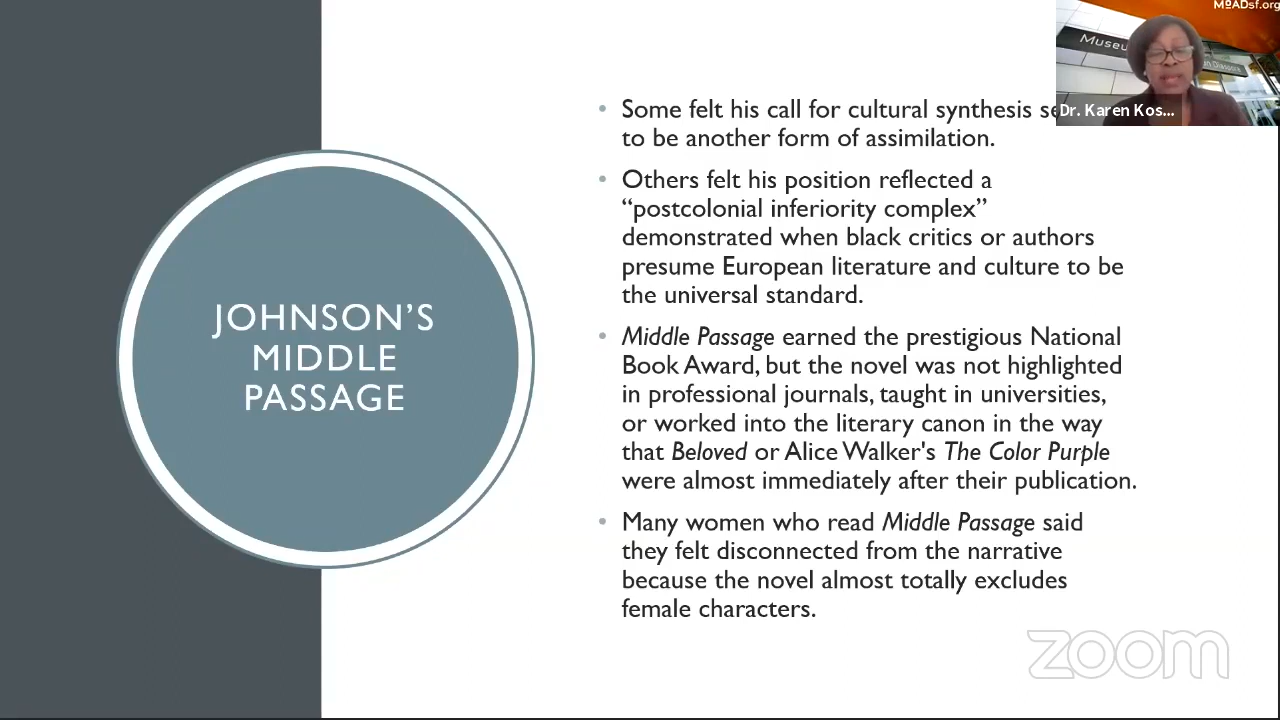 MoADsf.org
Museu
Dr. Karen Kos...
JOHNSON'S
MIDDLE
PASSAGE
• Some felt his call for cultural synthesis
to be another form of assimilation.
• Others felt his position reflected a
“postcolonial inferiority complex”
demonstrated when black critics or authors
presume European literature and culture to be
the universal standard.
• Middle Passage earned the prestigious National
Book Award, but the novel was not highlighted
in professional journals, taught in universities,
or worked into the literary canon in the way
that Beloved or Alice Walker's The Color Purple
were almost immediately after their publication.
• Many women who read Middle Passage said
they felt disconnected from the narrative
because the novel almost totally excludes
female characters.
zoom